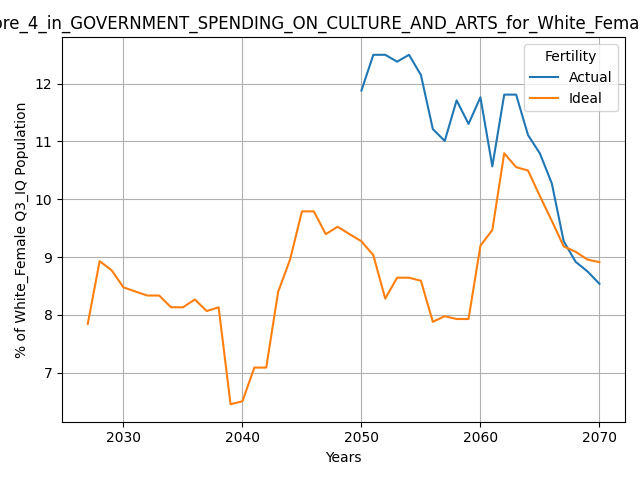 ore_4_in_GOVERNMENT_SPENDING_ON_CULTURE_AND_ARTS_for_White_Fema
Fertility
Actual
Ideal
12
11
10
9
8
7
% of White_Female Q3_IQ Population
2030
2040
2050
2060
2070
Years